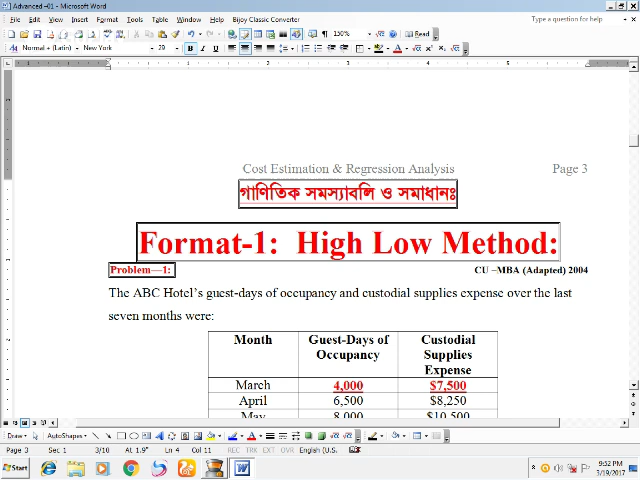 Advanced –01 - Microsoft Word
File Edit View Insert Format Tools Table Window Help Bijoy Classic Converter
Type a question for help
150% Read
Normal + (Latin) New York 29 B I U
Cost Estimation & Regression Analysis Page 3
গাণিতিক সমস্যাবলি ও সমাধানঃ
Format-1: High Low Method:
Problem—1: CU –MBA (Adapted) 2004
The ABC Hotel's guest-days of occupancy and custodial supplies expense over the last
seven months were:
Month Guest-Days of Occupancy Custodial Supplies Expense
March 4,000 $7,500
April 6,500 $8,250
May 8,000 $10,500
Draw AutoShapes
Page 3 Sec 1 3/10 At 1.9" Ln 4 Col 11 REC TRK EXT OVR English (U.S.
Start 9:52 PM
3/19/2017